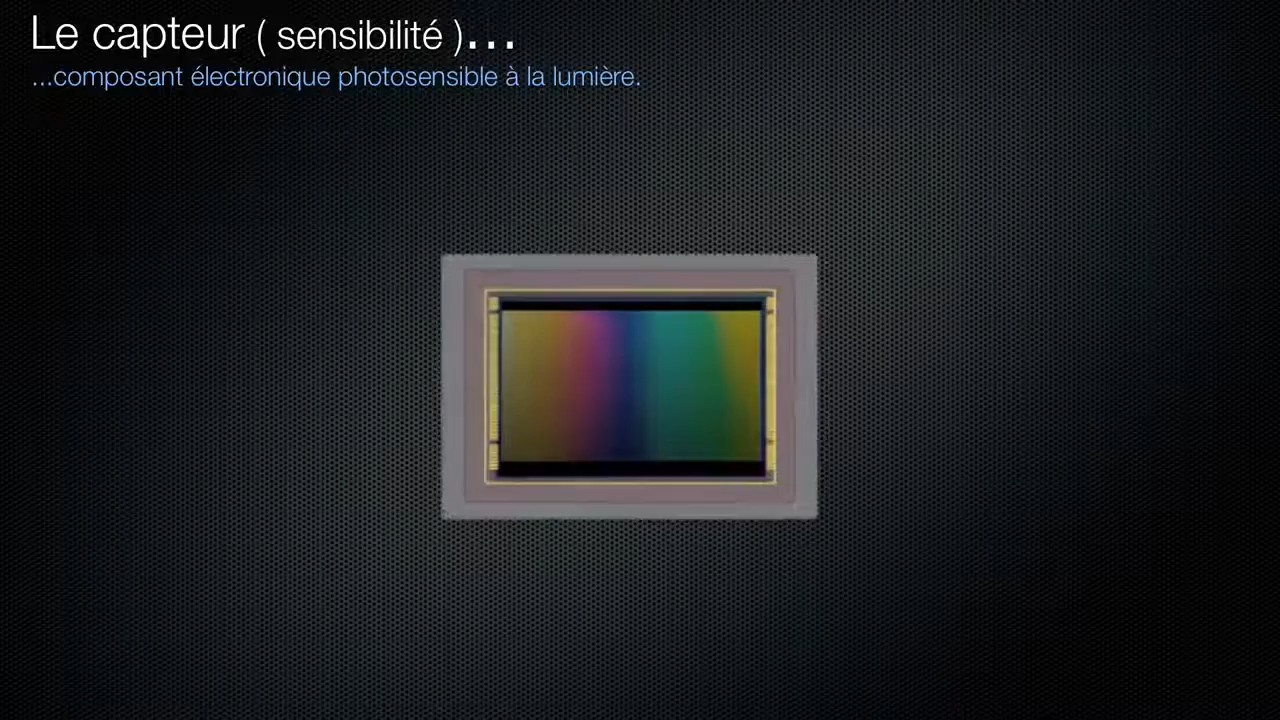 Le capteur ( sensibilité )...
...composant électronique photosensible à la lumière.